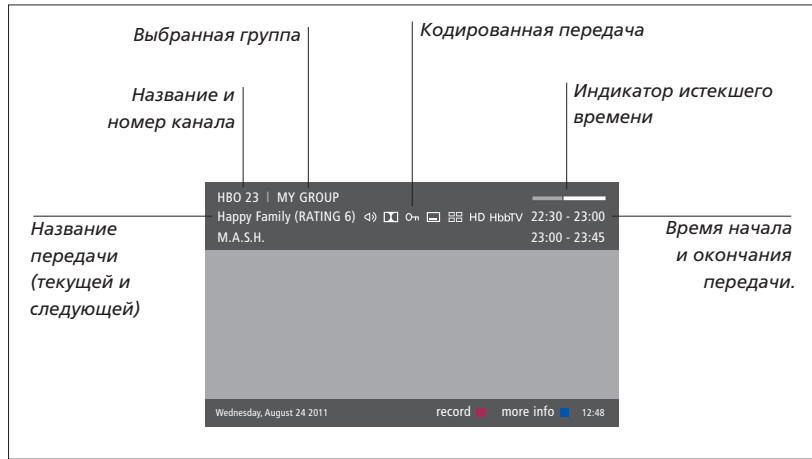 Выбранная группа
Кодированная передача
Название и
номер канала
Индикатор истекшего
времени
HBO 23 | MY GROUP
Happy Family (RATING 6) HD HbbTV 22:30 - 23:00
M.A.S.H. 23:00 - 23:45
Название
передачи
(текущей и
следующей)
Время начала
и окончания
передачи.
Wednesday, August 24 2011 record more info 12:48